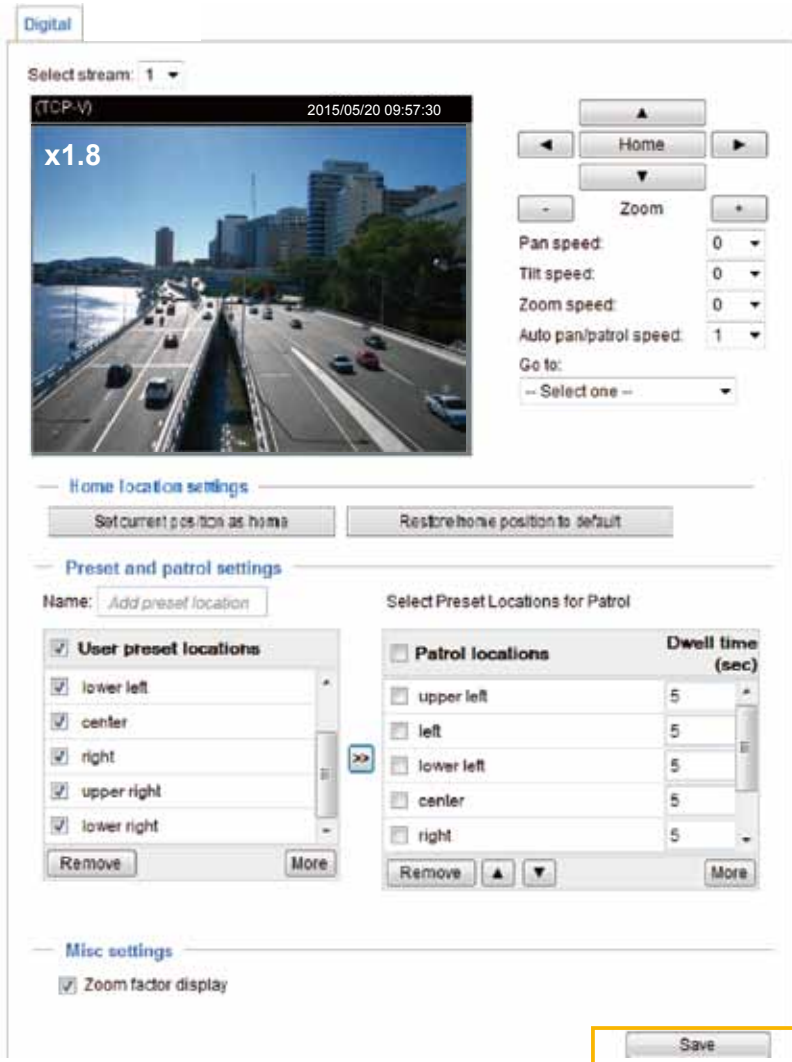 Digital
Select stream: 1
(TCP-V) 2015/05/20 09:57:30
x1.8
Home
- Zoom +
Pan speed: 0
Tilt speed: 0
Zoom speed: 0
Auto pan/patrol speed: 1
Go to:
-- Select one --
Home location settings
Set current position as home Restore home position to default
Preset and patrol settings
Name: Add preset location Select Preset Locations for Patrol
User preset locations
lower left
center
right
upper right
lower right
Remove More
>>
Patrol locations Dwell time (sec)
upper left 5
left 5
lower left 5
center 5
right 5
Remove More
Misc settings
Zoom factor display
Save